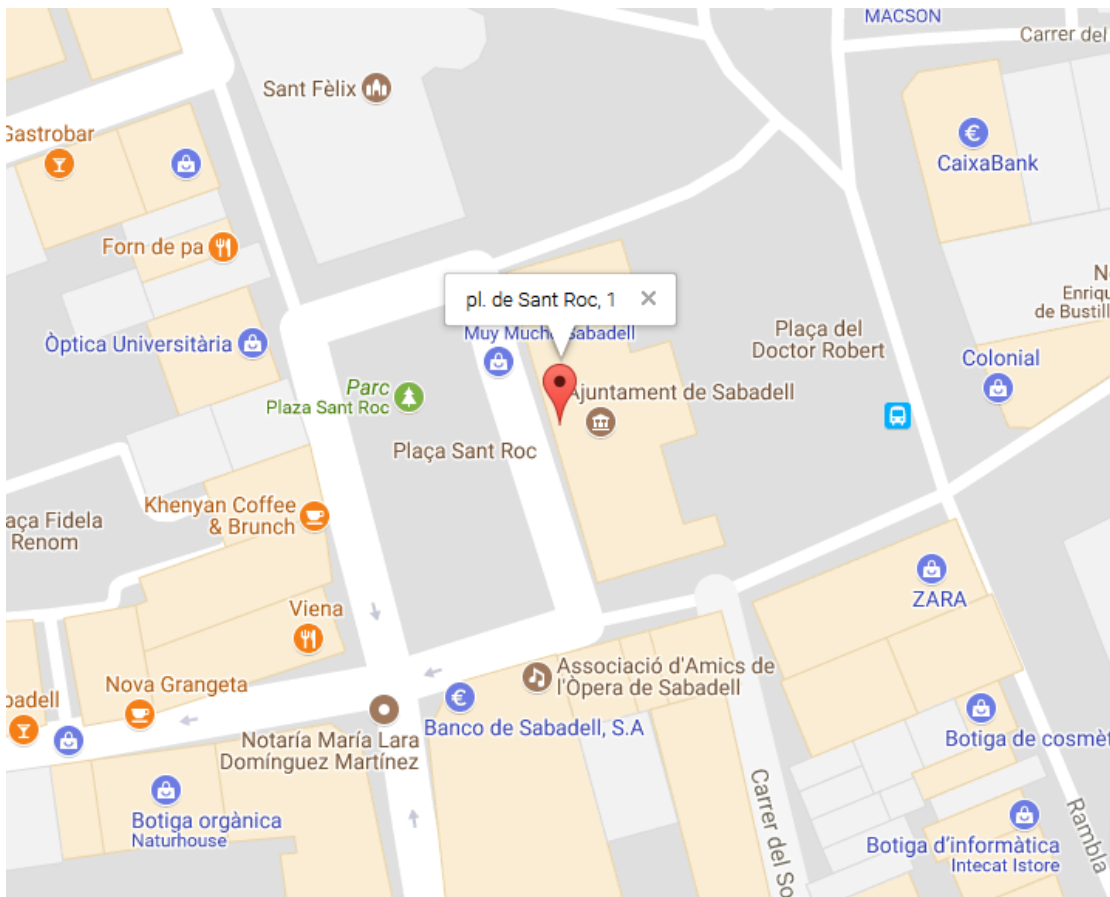 MACSON
Carrer del
Sant Fèlix
Gastrobar
CaixaBank
Forn de pa
pl. de Sant Roc, 1
Muy Mucho Sabadell
Òptica Universitària
Plaça del
Doctor Robert
Enriqu
de Bustill
Colonial
Parc
Plaza Sant Roc
Ajuntament de Sabadell
Plaça Sant Roc
Khenyan Coffee
& Brunch
aça Fidela
Renom
ZARA
Viena
Associació d'Amics de
l'Òpera de Sabadell
Nova Grangeta
badell
Banco de Sabadell, S.A
Notaría María Lara
Domínguez Martínez
Botiga de cosmèt
Botiga orgànica
Naturhouse
Carrer del So
Rambla
Botiga d'informàtica
Intecat Istore